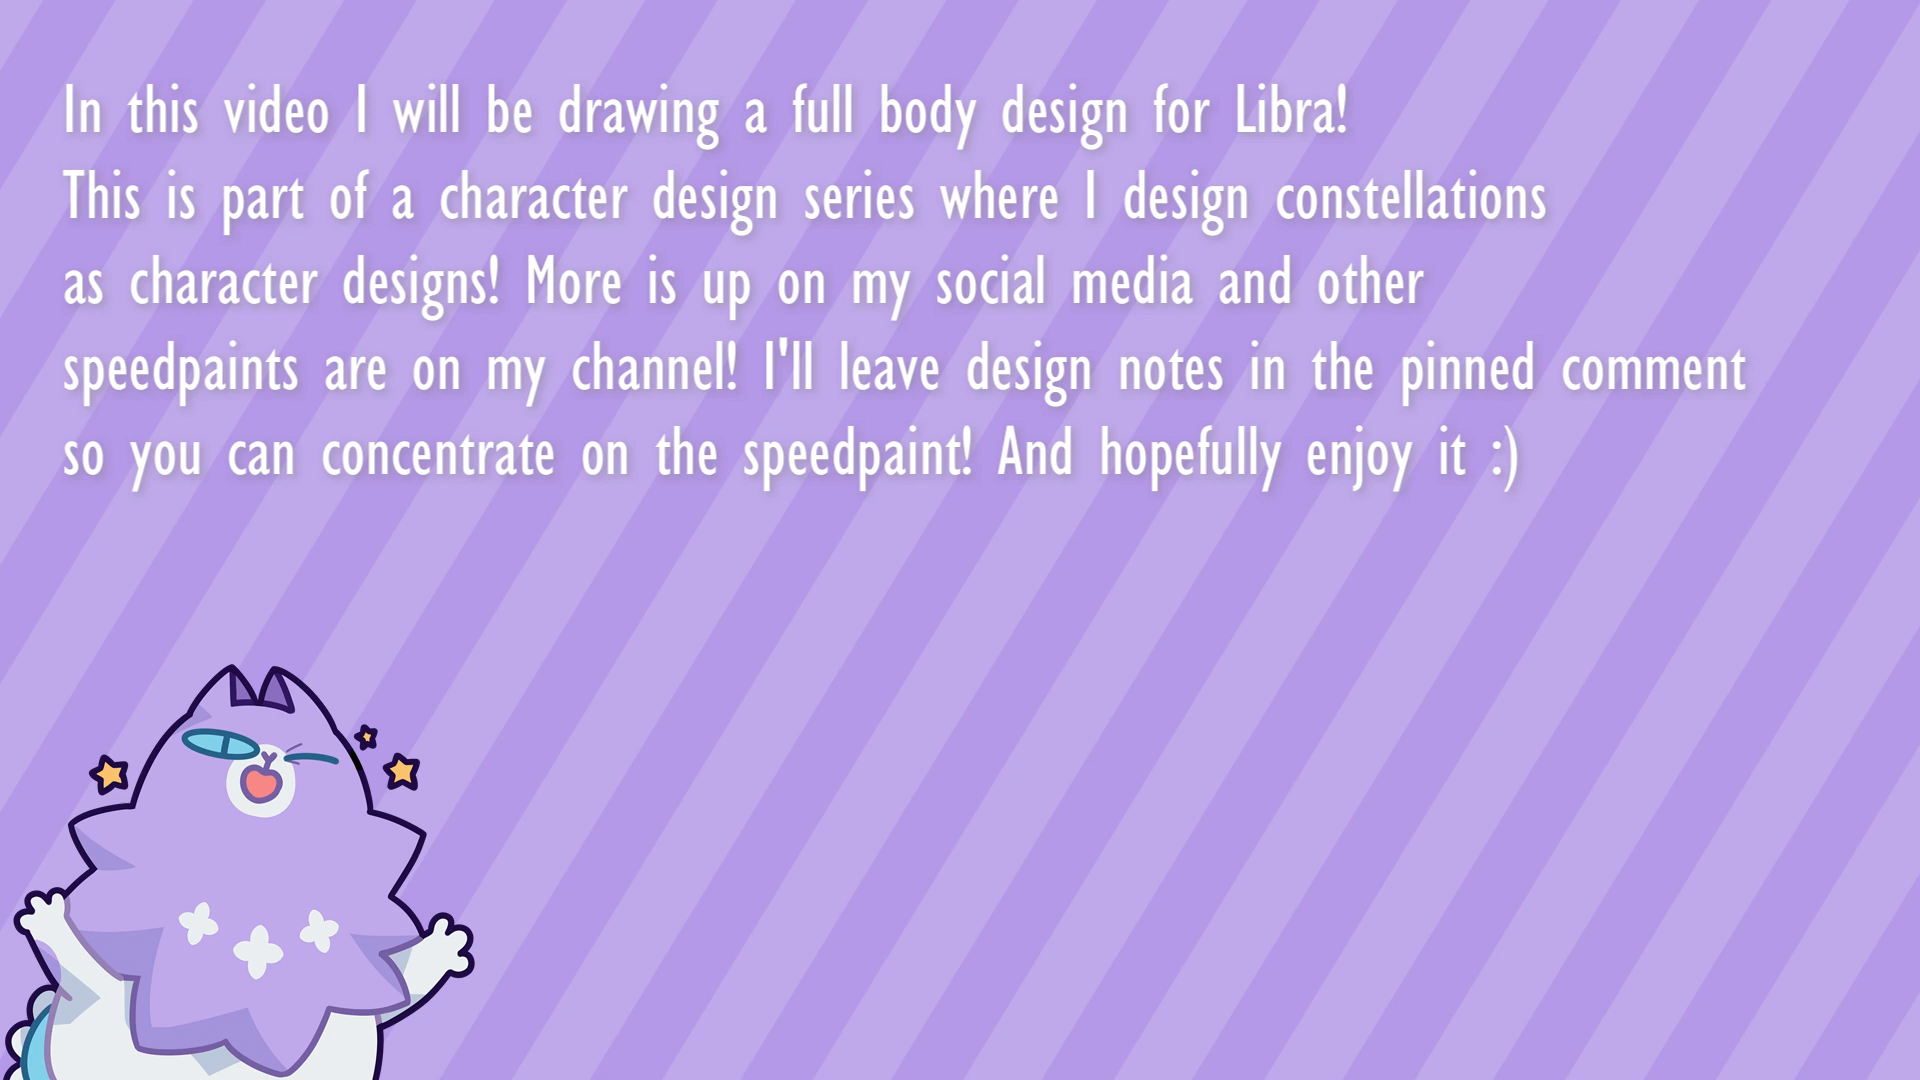 In this video I will be drawing a full body design for Libra!
This is part of a character design series where I design constellations
as character designs! More is up on my social media and other
speedpaints are on my channel! I'll leave design notes in the pinned comment
so you can concentrate on the speedpaint! And hopefully enjoy it :)